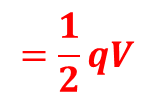 = 1/2 qV